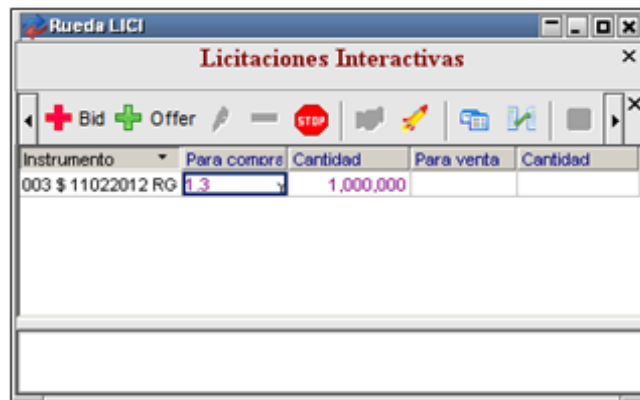 Rueda LICI
Licitaciones Interactivas
Bid Offer STOP
Instrumento Para compra Cantidad Para venta Cantidad
003 $ 11022012 RG 1.3 1,000,000